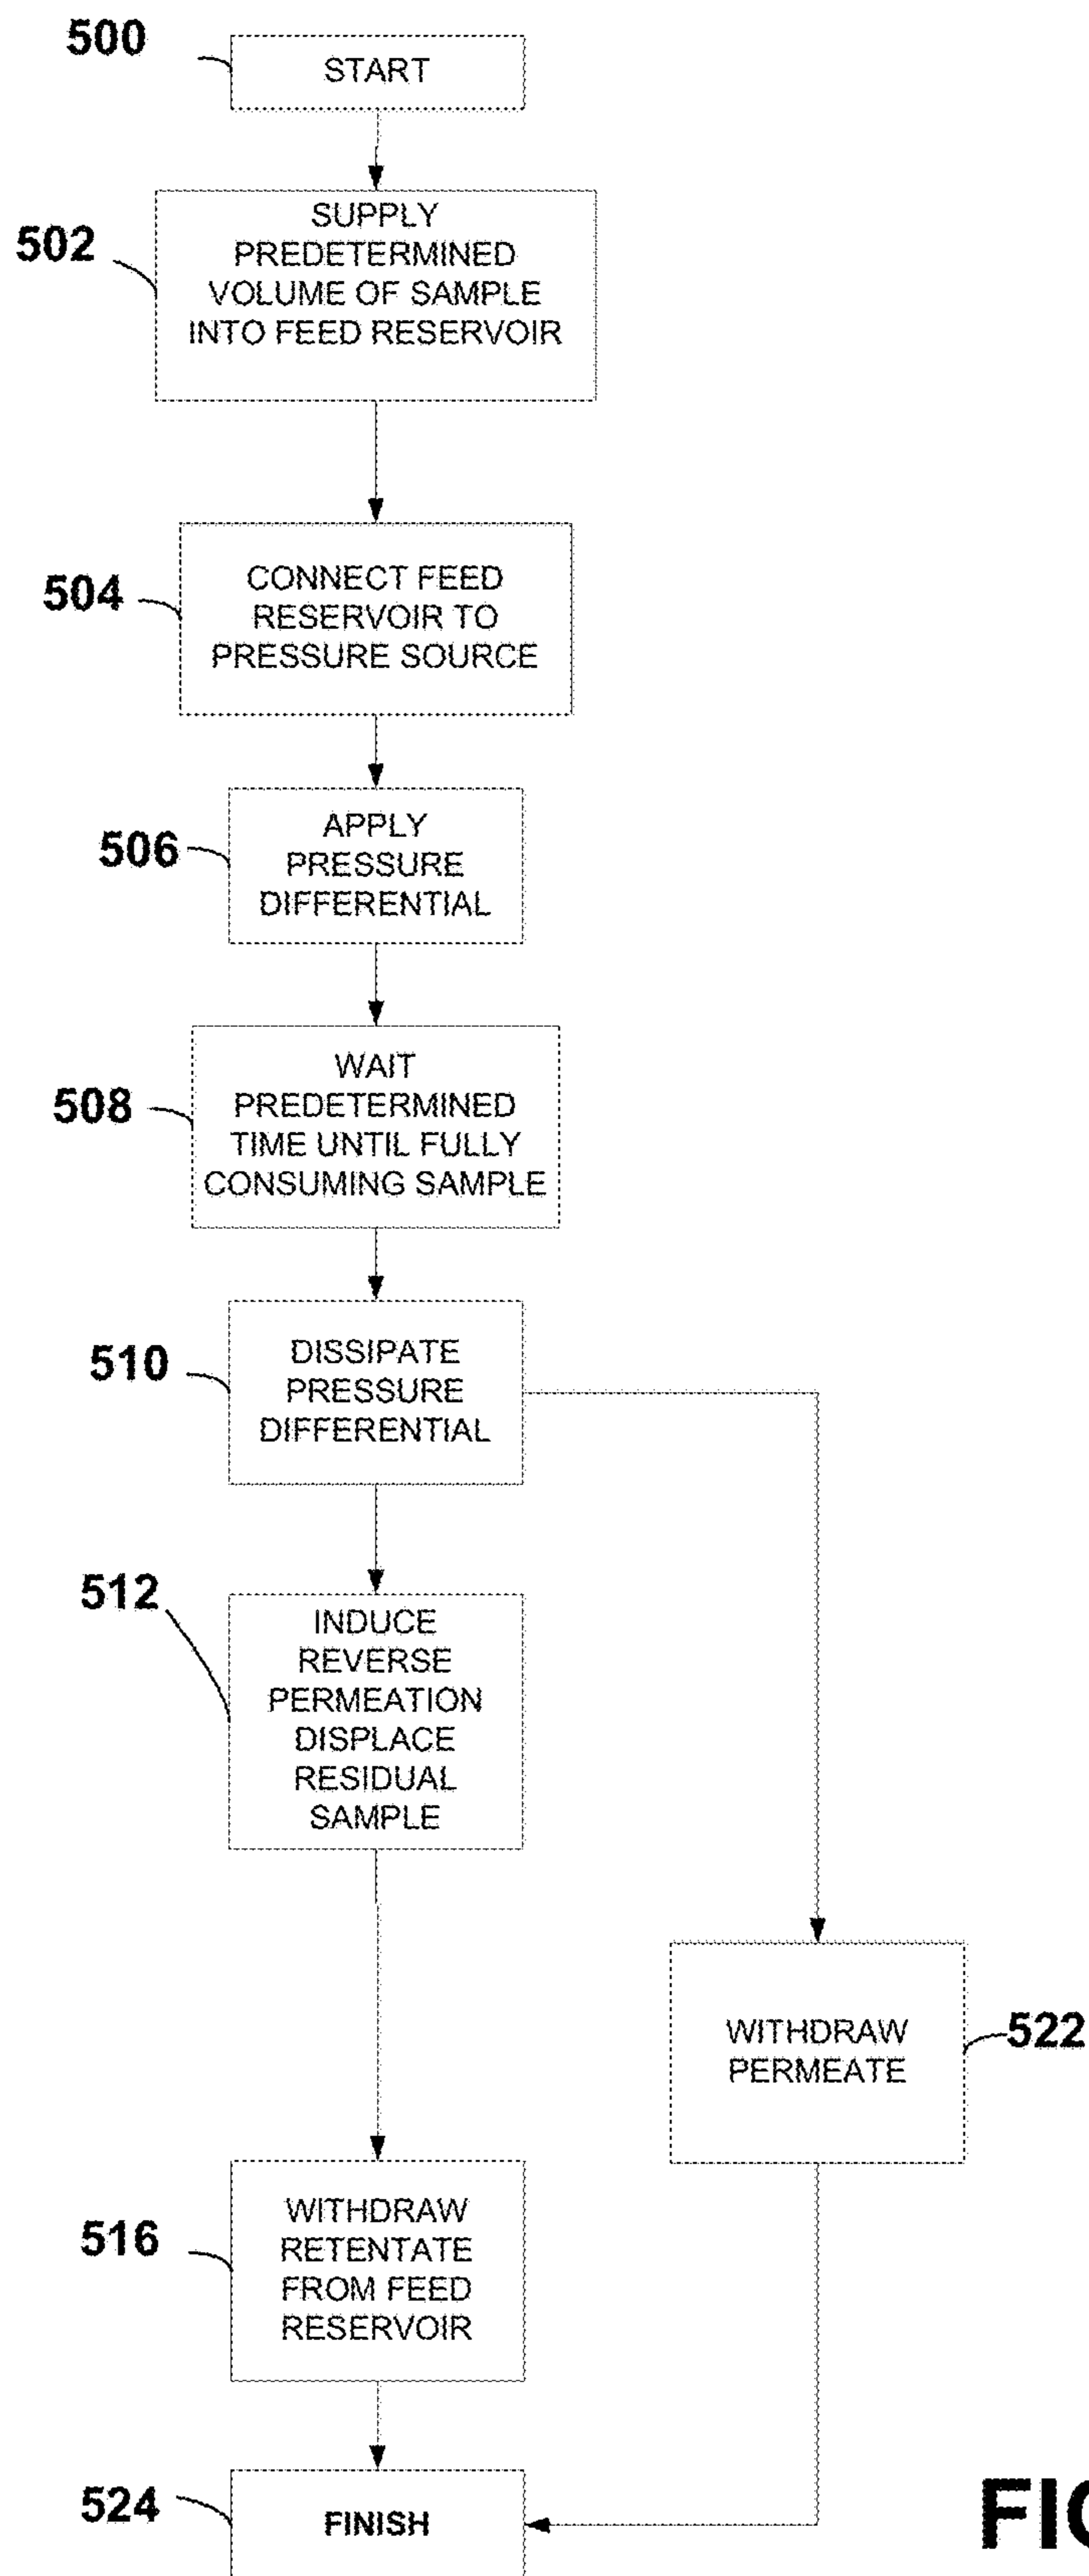 500
START
502
SUPPLY
PREDETERMINED
VOLUME OF SAMPLE
INTO FEED RESERVOIR
504
CONNECT FEED
RESERVOIR TO
PRESSURE SOURCE
506
APPLY
PRESSURE
DIFFERENTIAL
508
WAIT
PREDETERMINED
TIME UNTIL FULLY
CONSUMING SAMPLE
510
DISSIPATE
PRESSURE
DIFFERENTIAL
512
INDUCE
REVERSE
PERMEATION
DISPLACE
RESIDUAL
SAMPLE
WITHDRAW
PERMEATE
522
516
WITHDRAW
RETENTATE
FROM FEED
RESERVOIR
524
FINISH